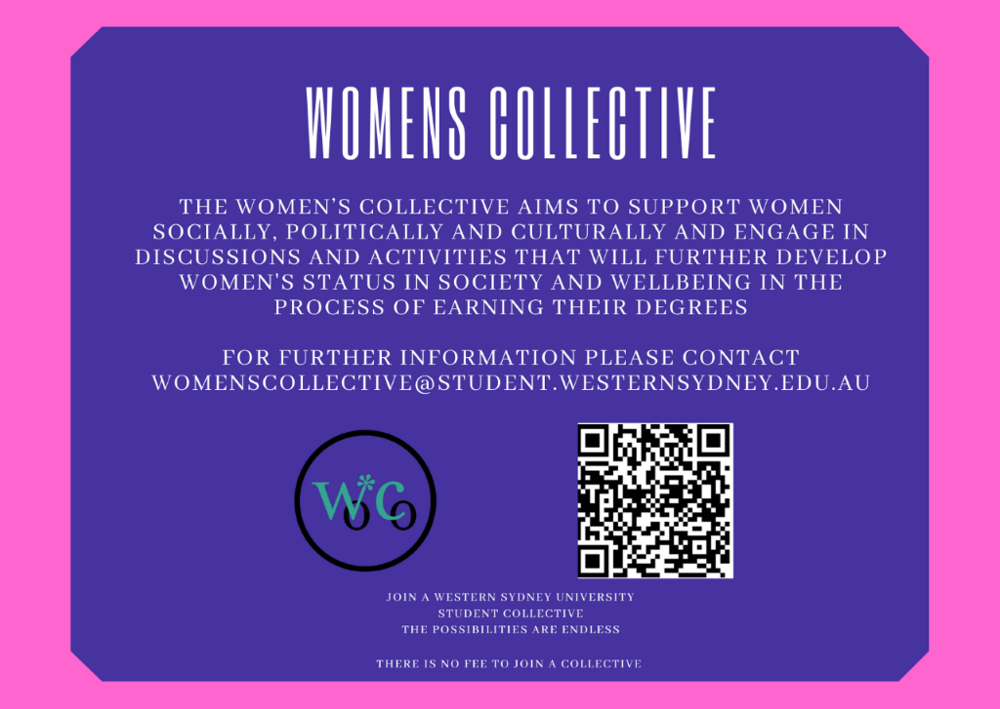 WOMENS COLLECTIVE
THE WOMEN’S COLLECTIVE AIMS TO SUPPORT WOMEN
SOCIALLY, POLITICALLY AND CULTURALLY AND ENGAGE IN
DISCUSSIONS AND ACTIVITIES THAT WILL FURTHER DEVELOP
WOMEN'S STATUS IN SOCIETY AND WELLBEING IN THE
PROCESS OF EARNING THEIR DEGREES
FOR FURTHER INFORMATION PLEASE CONTACT
WOMENSCOLLECTIVE@STUDENT.WESTERNSYDNEY.EDU.AU
Wo*Co
JOIN A WESTERN SYDNEY UNIVERSITY
STUDENT COLLECTIVE
THE POSSIBILITIES ARE ENDLESS
THERE IS NO FEE TO JOIN A COLLECTIVE